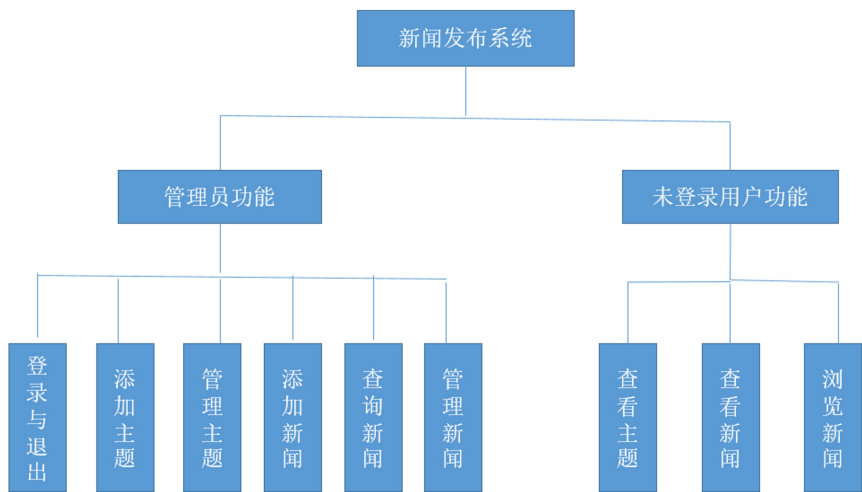 新闻发布系统
管理员功能
未登录用户功能
登录与退出
添加主题
管理主题
添加新闻
查询新闻
管理新闻
查看主题
查看新闻
浏览新闻